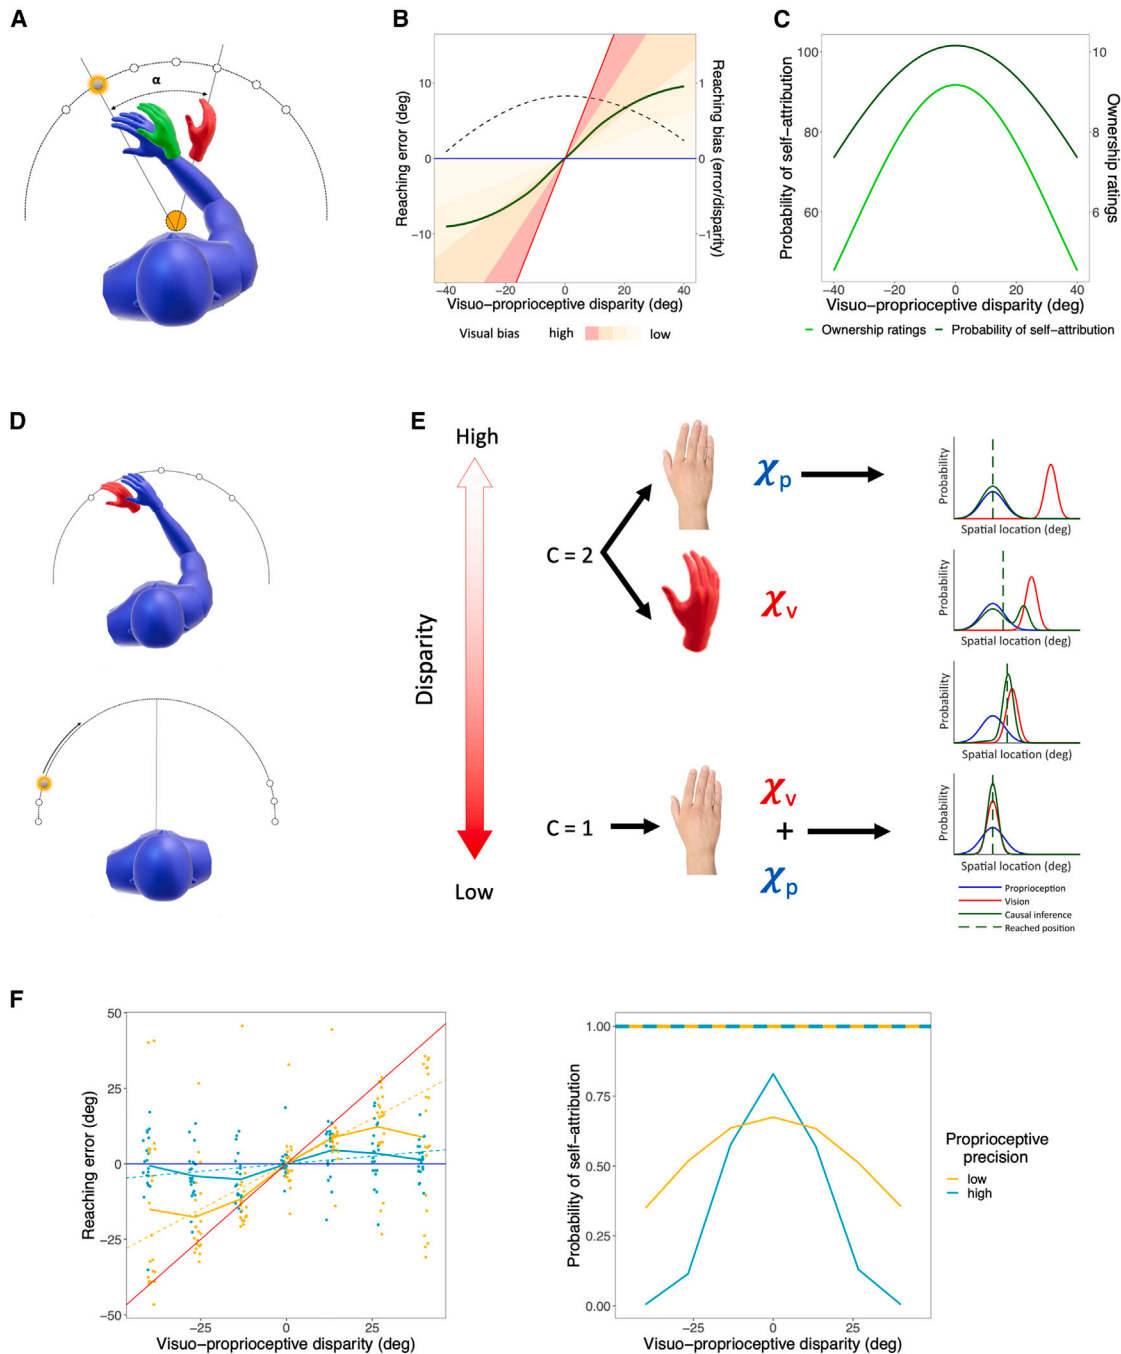 A
α
B
Reaching error (deg)
10
0
−10
1
0
−1
Reaching bias (error/disparity)
−40
−20
0
20
40
Visuo−proprioceptive disparity (deg)
Visual bias high low
C
Probability of self−attribution
100
80
60
10
8
6
Ownership ratings
−40
−20
0
20
40
Visuo−proprioceptive disparity (deg)
Ownership ratings Probability of self−attribution
D
E
High
Disparity
Low
C = 2
χp
χv
C = 1
χv
+
χp
Probability
Spatial location (deg)
Probability
Spatial location (deg)
Probability
Spatial location (deg)
Probability
Spatial location (deg)
Proprioception
Vision
Causal inference
Reached position
F
Reaching error (deg)
50
25
0
−25
−50
−25
0
25
Visuo−proprioceptive disparity (deg)
Probability of self−attribution
1.00
0.75
0.50
0.25
0.00
−25
0
25
Visuo−proprioceptive disparity (deg)
Proprioceptive
precision
low
high